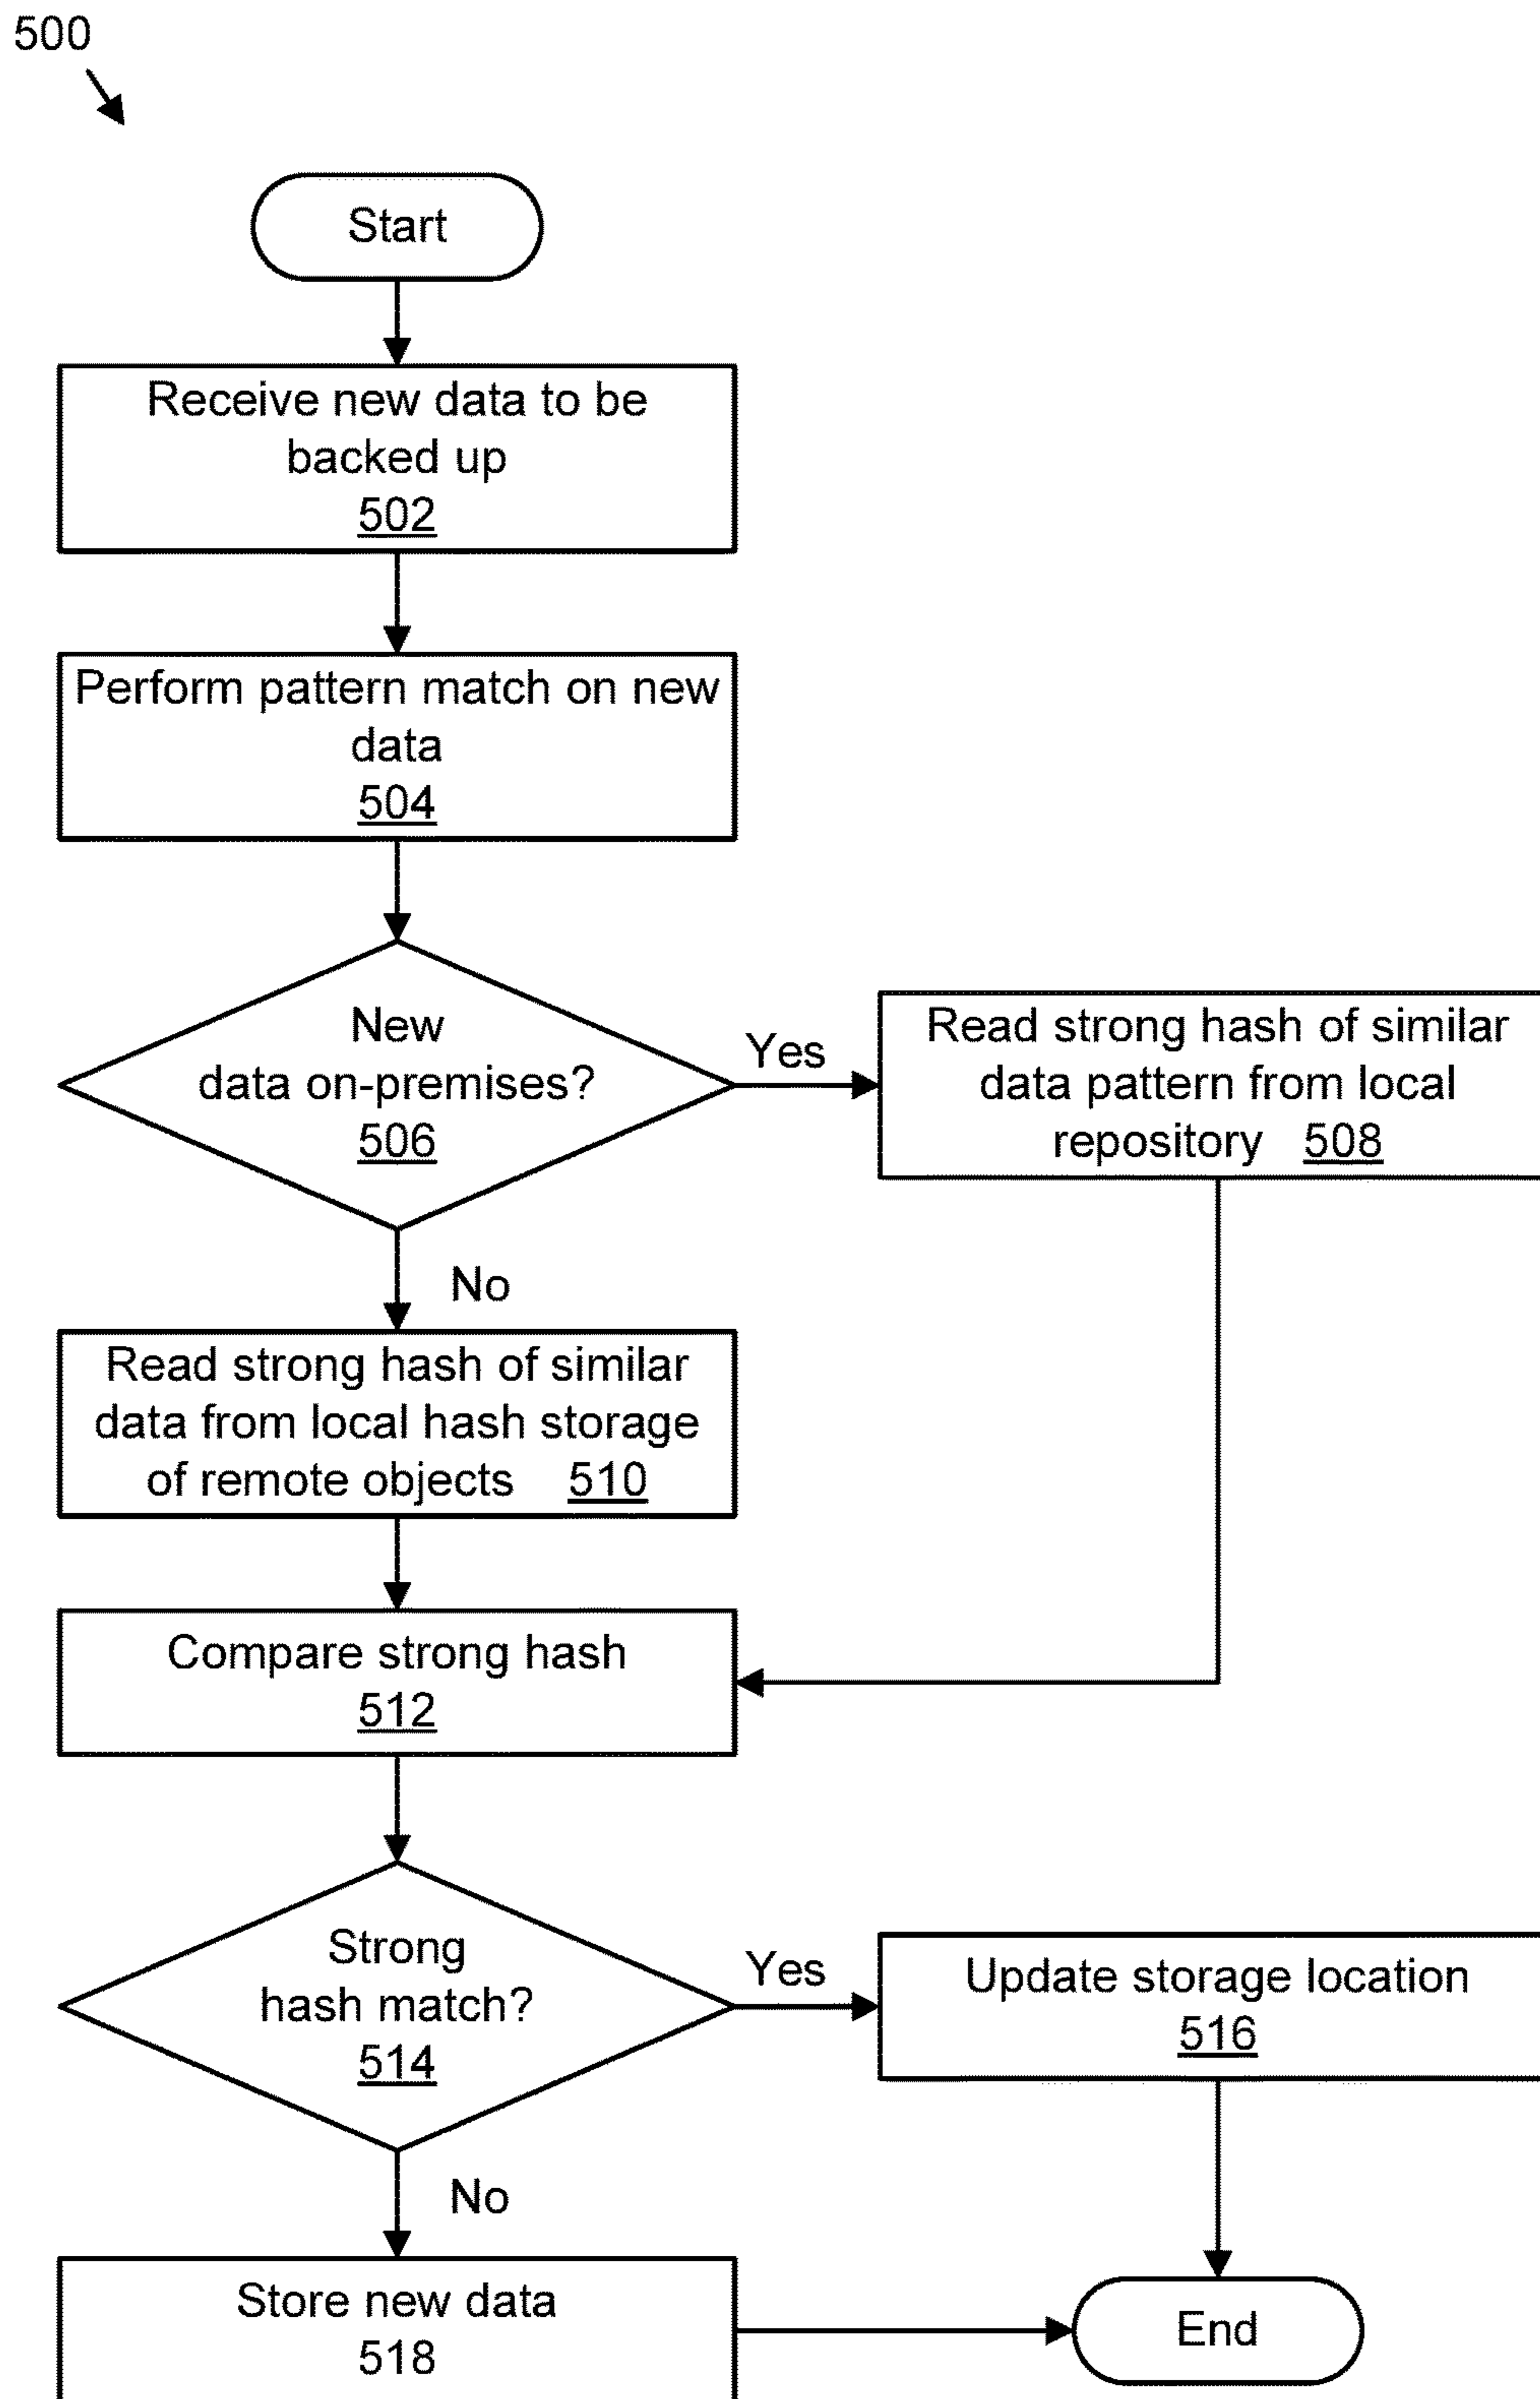 500
Start
Receive new data to be
backed up
502
Perform pattern match on new
data
504
New
data on-premises?
506
Yes
Read strong hash of similar
data pattern from local
repository 508
No
Read strong hash of similar
data from local hash storage
of remote objects 510
Compare strong hash
512
Strong
hash match?
514
Yes
Update storage location
516
No
Store new data
518
End